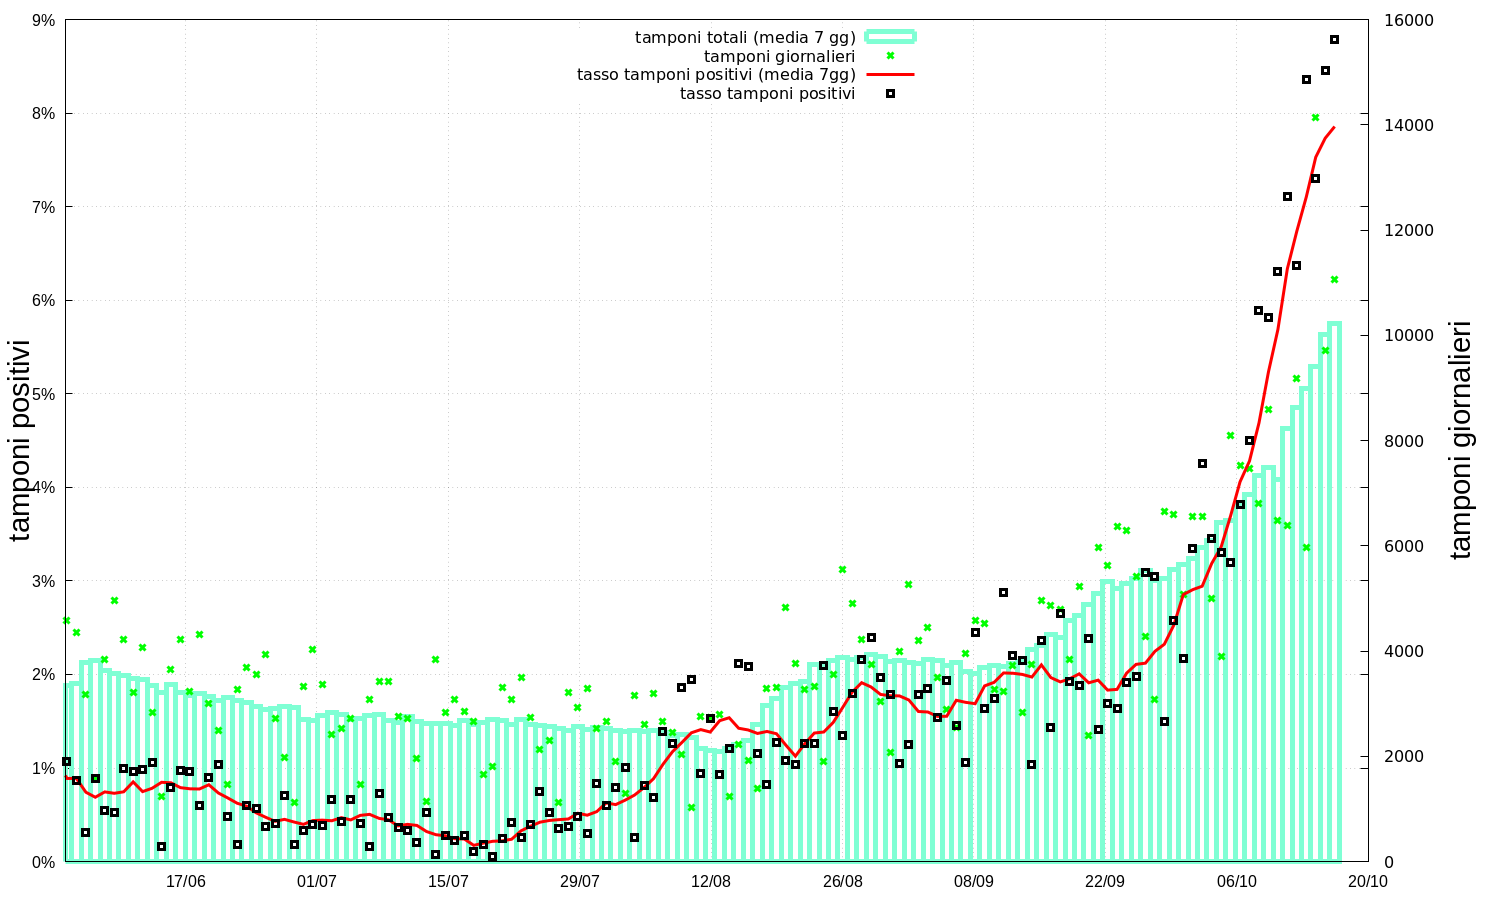 tamponi totali (media 7 gg)
tamponi giornalieri
tasso tamponi positivi (media 7gg)
tasso tamponi positivi
9%
8%
7%
6%
5%
4%
3%
2%
1%
0%
tamponi positivi
16000
14000
12000
10000
8000
6000
4000
2000
0
tamponi giornalieri
17/06 01/07 15/07 29/07 12/08 26/08 08/09 22/09 06/10 20/10